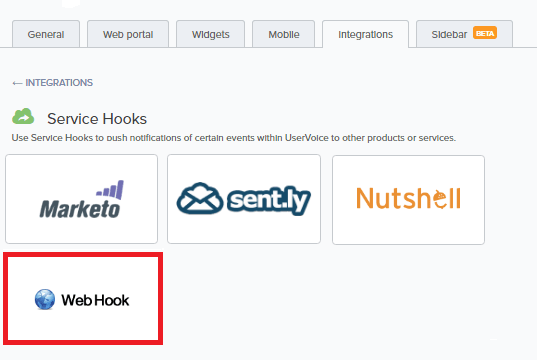 General Web portal Widgets Mobile Integrations Sidebar BETA
← INTEGRATIONS
Service Hooks
Use Service Hooks to push notifications of certain events within UserVoice to other products or services.
Marketo sent.ly Nutshell
Web Hook